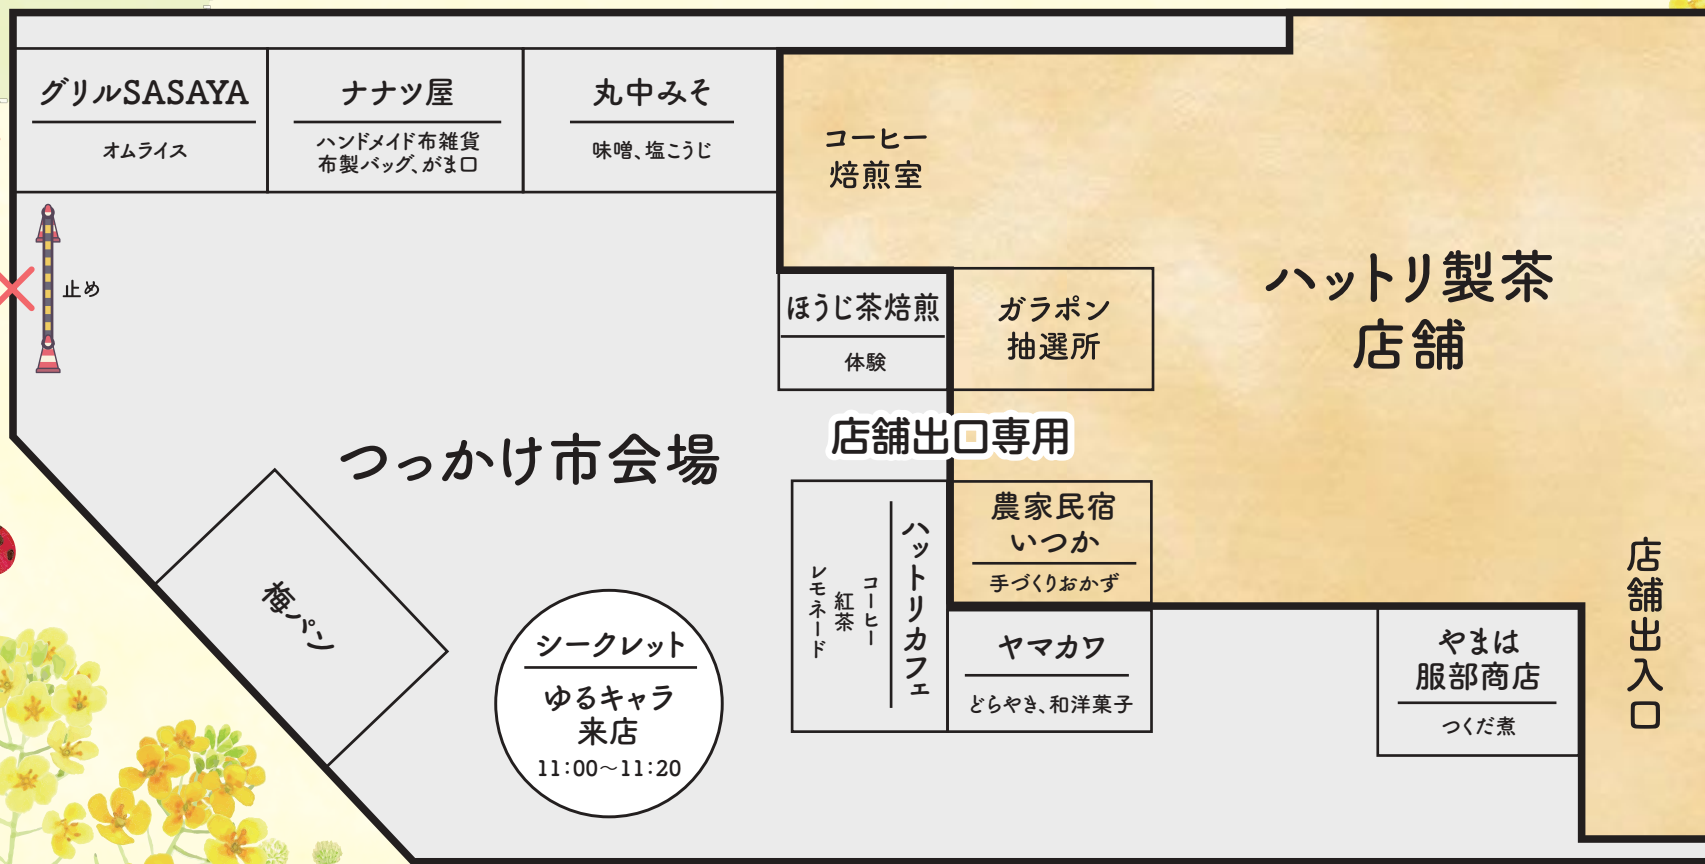 グリルSASAYA
オムライス
ナナツ屋
ハンドメイド布雑貨
布製バッグ、がま口
丸中みそ
味噌、塩こうじ
コーヒー
焙煎室
止め
ほうじ茶焙煎
体験
ガラポン
抽選所
ハットリ製茶
店舗
つっかけ市会場
店舗出口専用
ハットリカフェ
コーヒー
紅茶
レモネード
農家民宿
いつか
手づくりおかず
梅パン
シークレット
ゆるキャラ
来店
11:00〜11:20
ヤマカワ
どらやき、和洋菓子
やまは
服部商店
つくだ煮
店舗出入口